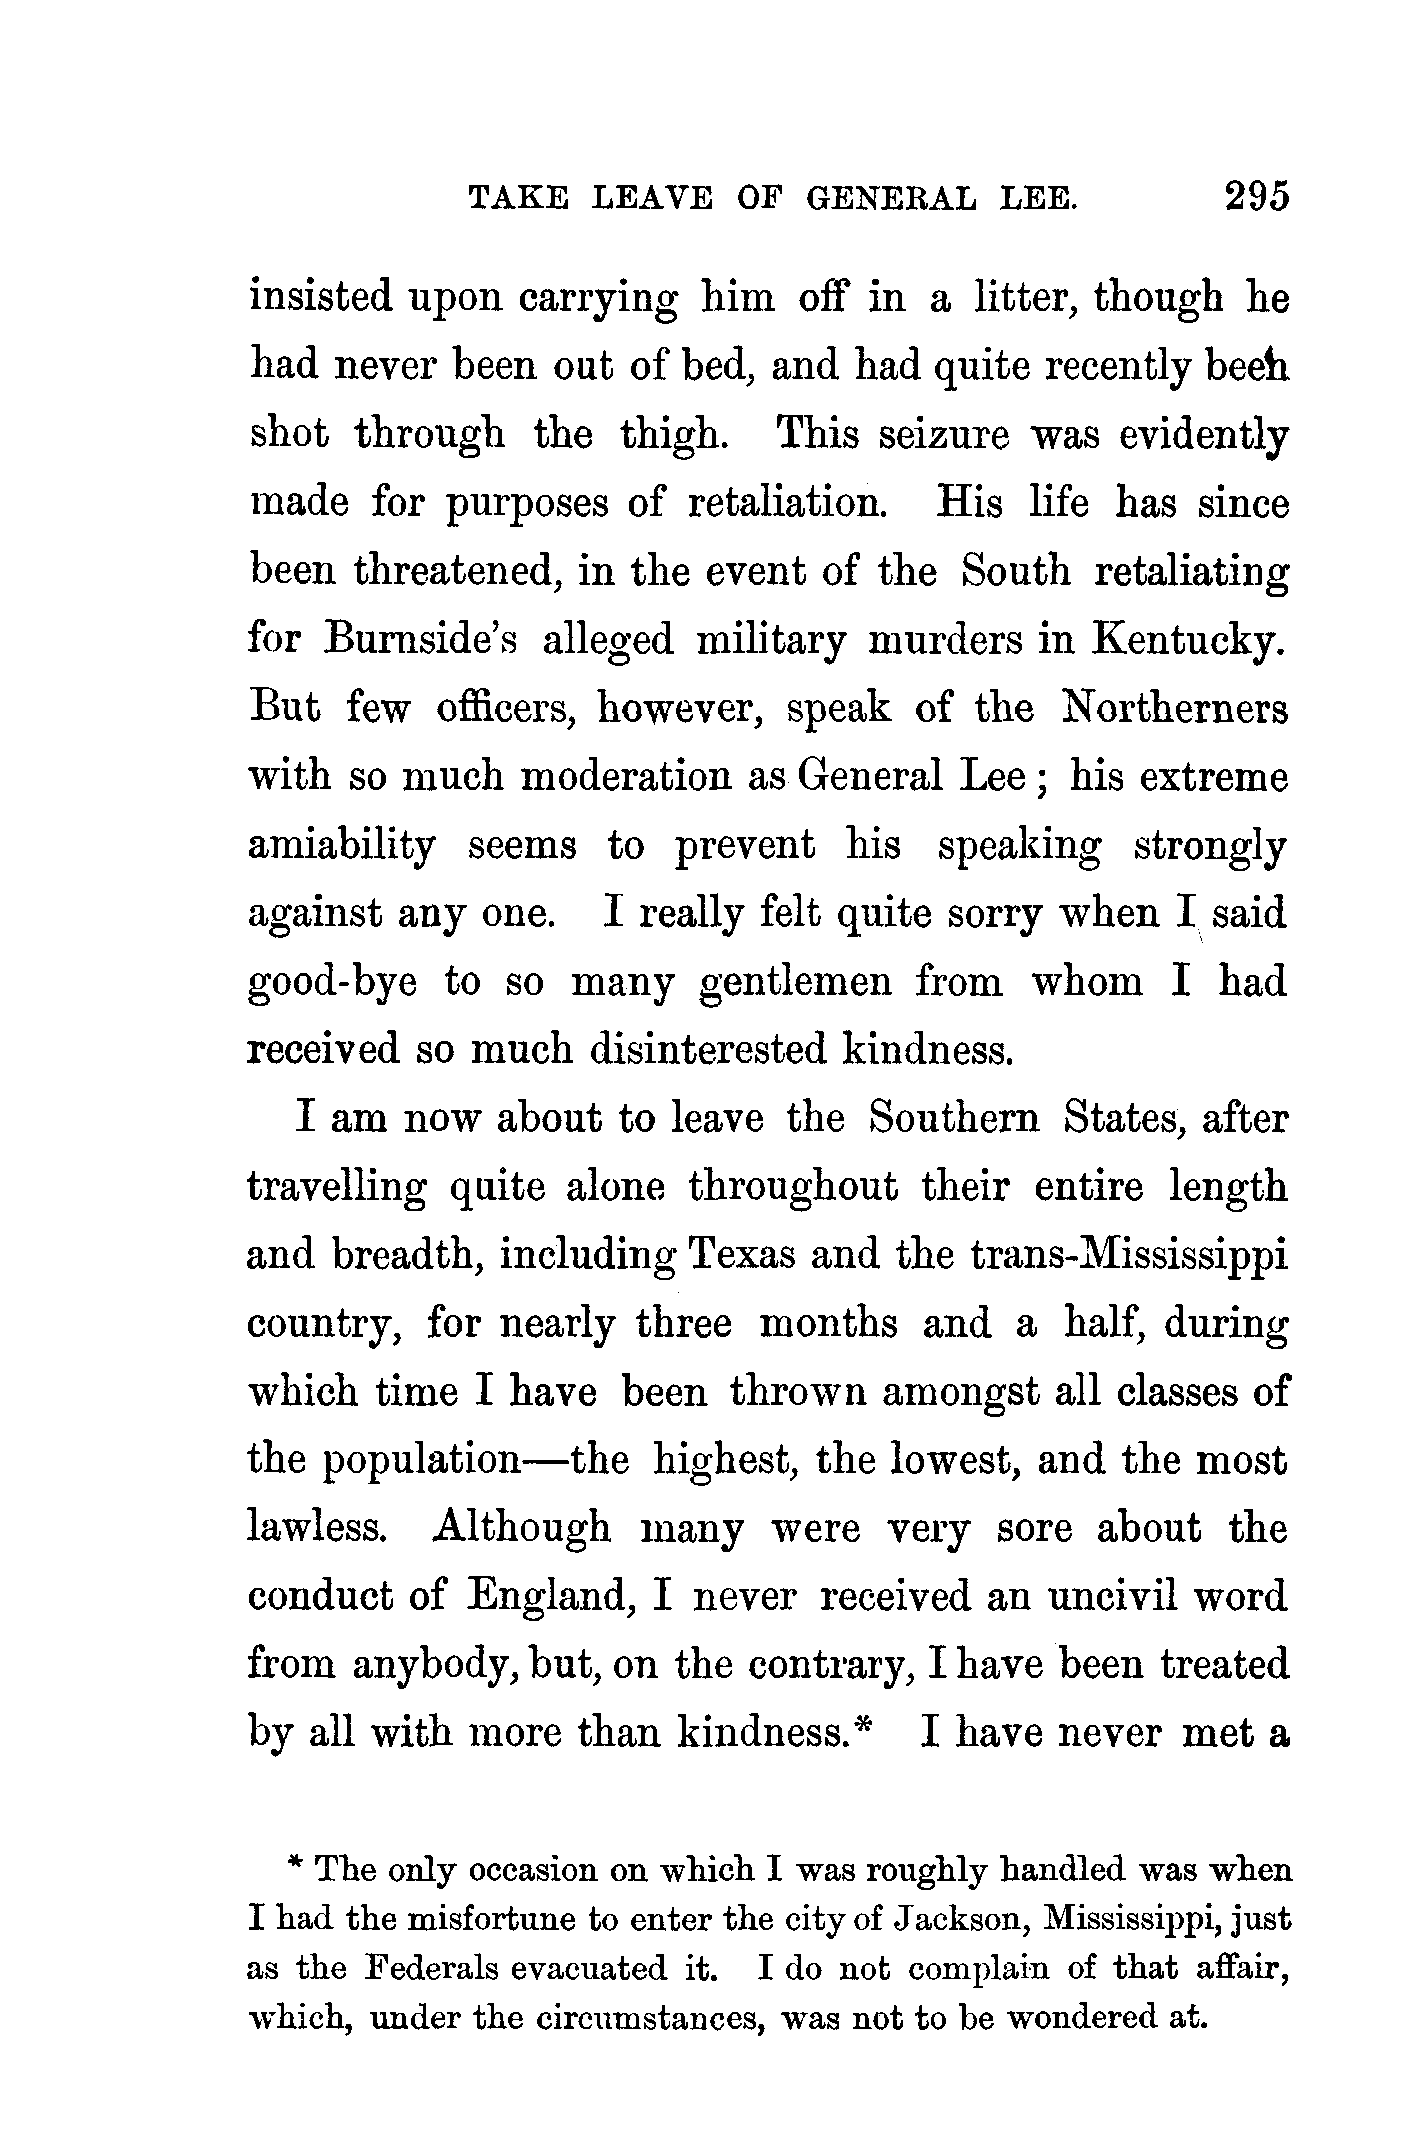 TAKE LEAVE OF GENERAL LEE. 295
insisted upon carrying him off in a litter, though he
had never been out of bed, and had quite recently been
shot through the thigh. This seizure was evidently
made for purposes of retaliation. His life has since
been threatened, in the event of the South retaliating
for Burnside's alleged military murders in Kentucky.
But few officers, however, speak of the Northerners
with so much moderation as General Lee ; his extreme
amiability seems to prevent his speaking strongly
against any one. I really felt quite sorry when I said
good-bye to so many gentlemen from whom I had
received so much disinterested kindness.
I am now about to leave the Southern States, after
travelling quite alone throughout their entire length
and breadth, including Texas and the trans-Mississippi
country, for nearly three months and a half, during
which time I have been thrown amongst all classes of
the population—the highest, the lowest, and the most
lawless. Although many were very sore about the
conduct of England, I never received an uncivil word
from anybody, but, on the contrary, I have been treated
by all with more than kindness.* I have never met a
* The only occasion on which I was roughly handled was when
I had the misfortune to enter the city of Jackson, Mississippi, just
as the Federals evacuated it. I do not complain of that affair,
which, under the circumstances, was not to be wondered at.